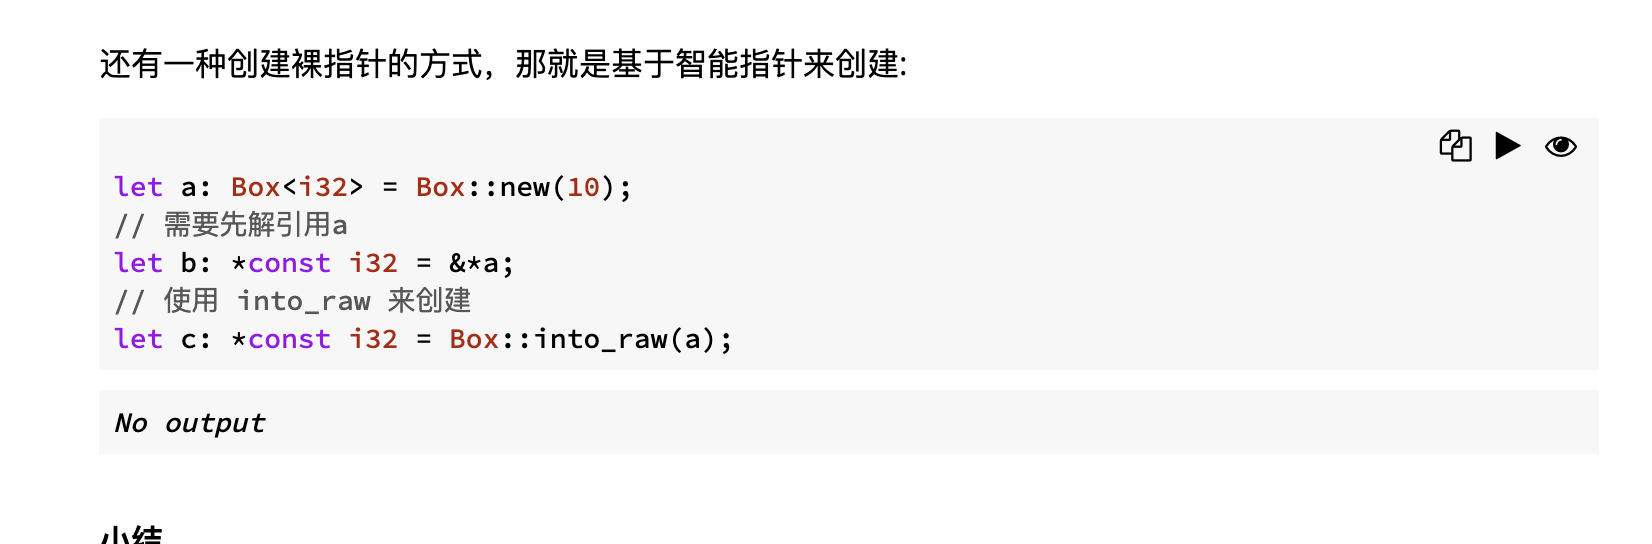 还有一种创建裸指针的方式，那就是基于智能指针来创建:
let a: Box<i32> = Box::new(10);
// 需要先解引用a
let b: *const i32 = &*a;
// 使用 into_raw 来创建
let c: *const i32 = Box::into_raw(a);
No output
小结